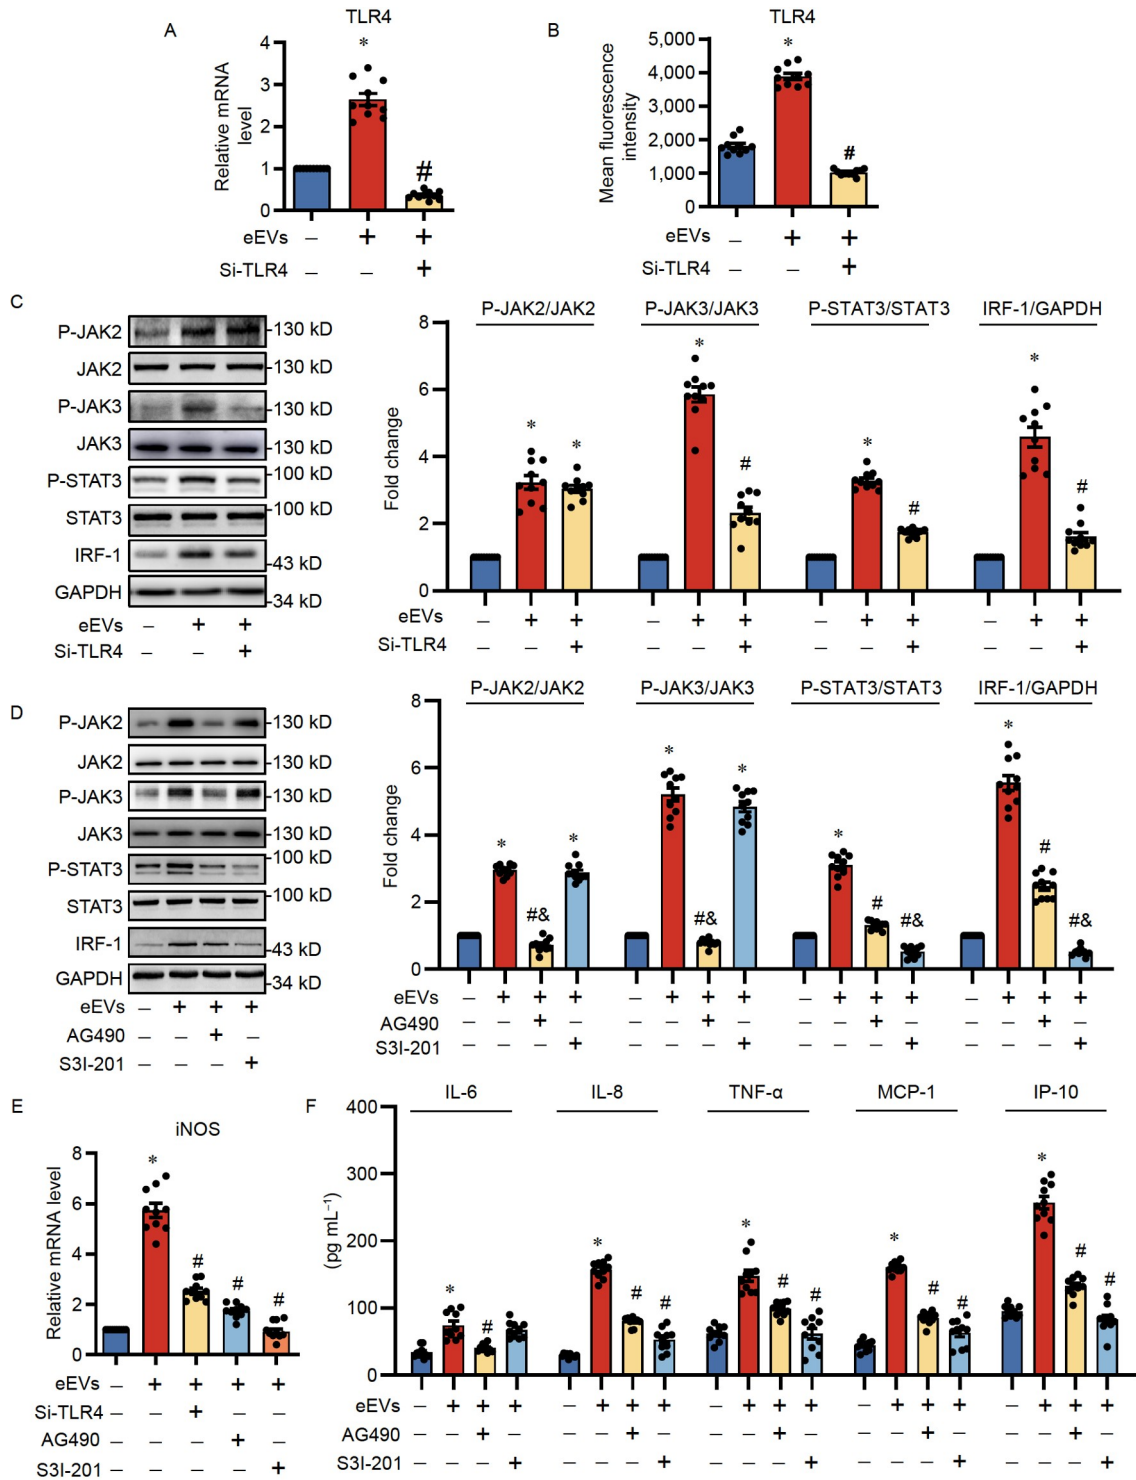 A
TLR4
Relative mRNA
level
4
3
2
1
0
*
#
eEVs – + +
Si-TLR4 – – +
B
TLR4
Mean fluorescence
intensity
5,000
4,000
3,000
2,000
1,000
0
*
#
eEVs – + +
Si-TLR4 – – +
C
P-JAK2 130 kD
JAK2 130 kD
P-JAK3 130 kD
JAK3 130 kD
P-STAT3 100 kD
STAT3 100 kD
IRF-1 43 kD
GAPDH 34 kD
eEVs – + +
Si-TLR4 – – +
P-JAK2/JAK2 P-JAK3/JAK3 P-STAT3/STAT3 IRF-1/GAPDH
Fold change
8
6
4
2
0
* * * # * # * #
eEVs – + + – + + – + + – + +
Si-TLR4 – – + – – + – – + – – +
D
P-JAK2 130 kD
JAK2 130 kD
P-JAK3 130 kD
JAK3 130 kD
P-STAT3 100 kD
STAT3 100 kD
IRF-1 43 kD
GAPDH 34 kD
eEVs – + + +
AG490 – – + –
S3I-201 – – – +
P-JAK2/JAK2 P-JAK3/JAK3 P-STAT3/STAT3 IRF-1/GAPDH
Fold change
8
6
4
2
0
* #& * * #& * * # #& * # #&
eEVs – + + + – + + + – + + + – + + +
AG490 – – + – – – + – – – + – – – + –
S3I-201 – – – + – – – + – – – + – – – +
E
iNOS
Relative mRNA level
8
6
4
2
0
* # # #
eEVs – + + + +
Si-TLR4 – – + – –
AG490 – – – + –
S3I-201 – – – – +
F
IL-6 IL-8 TNF-α MCP-1 IP-10
(pg mL⁻¹)
400
300
200
100
0
* # * # # * # # * # # * # #
eEVs – + + + – + + + – + + + – + + + – + + +
AG490 – – + – – – + – – – + – – – + – – – + –
S3I-201 – – – + – – – + – – – + – – – + – – – +